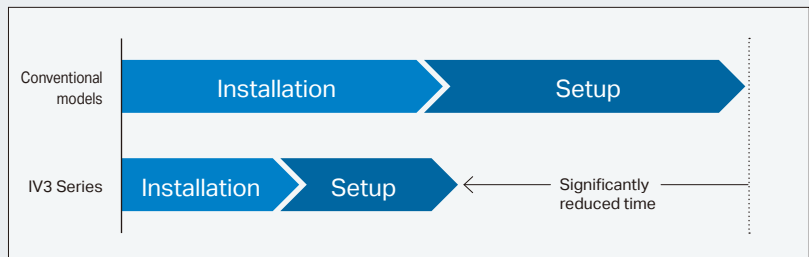 Conventional
models
Installation
Setup
IV3 Series
Installation
Setup
Significantly
reduced time